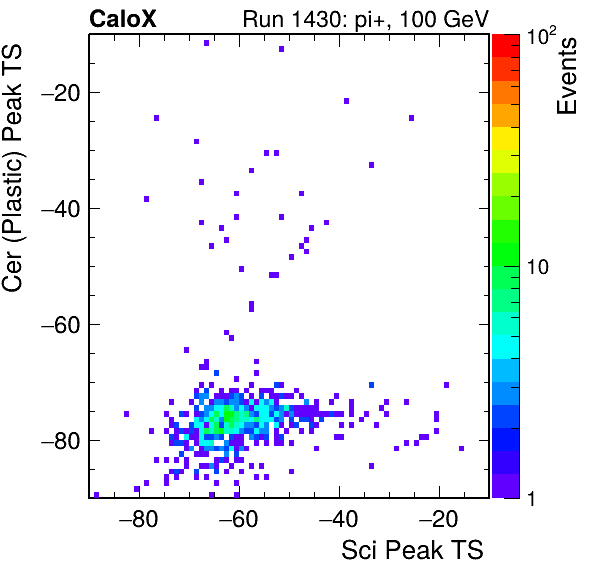 CaloX Run 1430: pi+, 100 GeV
Cer (Plastic) Peak TS
−20
−40
−60
−80
−80 −60 −40 −20
Sci Peak TS
10²
10
1
Events